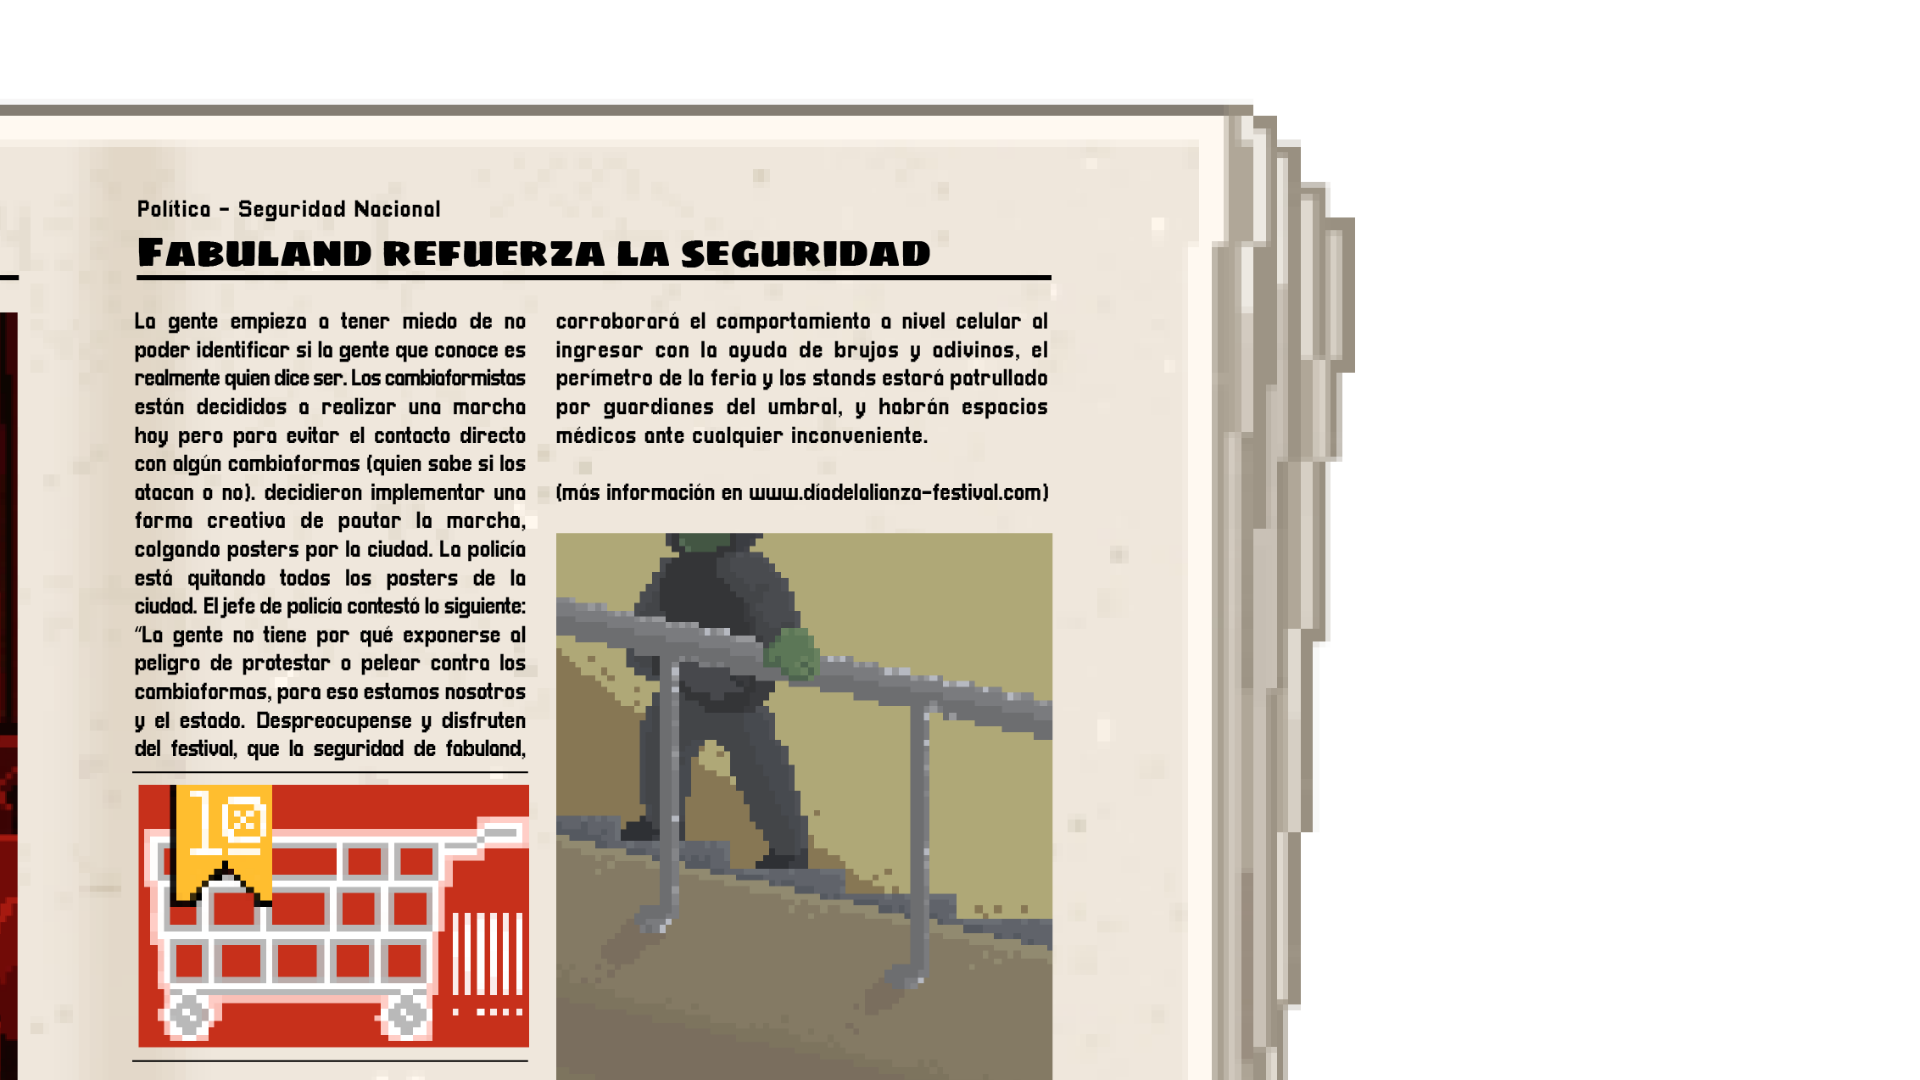 Política - Seguridad Nacional
Fabuland refuerza la seguridad
La gente empieza a tener miedo de no
poder identificar si la gente que conoce es
realmente quien dice ser. Los cambiaformistas
están decididos a realizar una marcha
hoy pero para evitar el contacto directo
con algún cambiaformas (quien sabe si los
atacan o no). decidieron implementar una
forma creativa de pautar la marcha,
colgando posters por la ciudad. La policía
está quitando todos los posters de la
ciudad. El jefe de policía contestó lo siguiente:
“La gente no tiene por qué exponerse al
peligro de protestar o pelear contra los
cambiaformas, para eso estamos nosotros
y el estado. Despreocupense y disfruten
del festival, que la seguridad de fabuland,
10
corroborará el comportamiento a nivel celular al
ingresar con la ayuda de brujos y adivinos, el
perímetro de la feria y los stands estará patrullado
por guardianes del umbral, y habrán espacios
médicos ante cualquier inconveniente.
(más información en www.díadelalianza-festival.com)